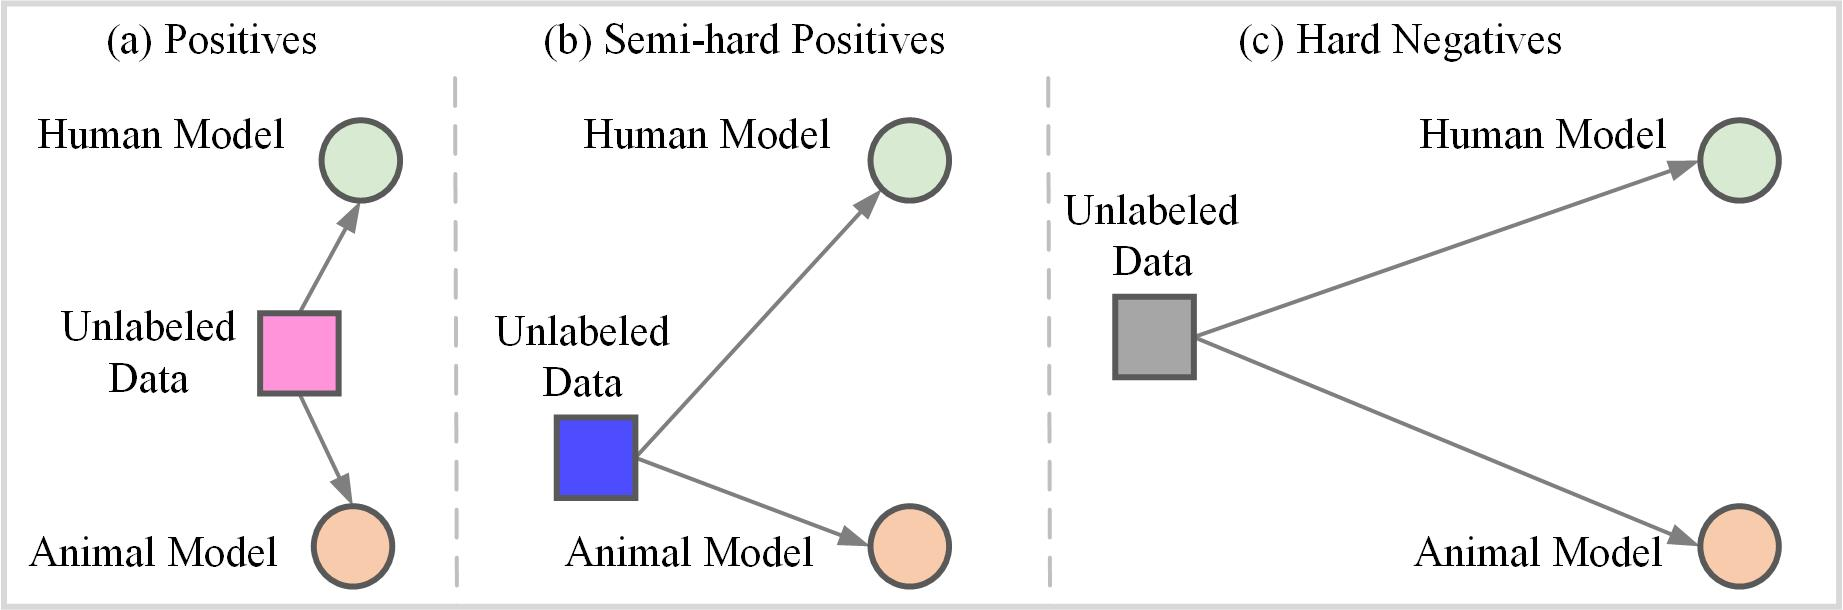 (a) Positives
Human Model
Unlabeled
Data
Animal Model
(b) Semi-hard Positives
Human Model
Unlabeled
Data
Animal Model
(c) Hard Negatives
Human Model
Unlabeled
Data
Animal Model